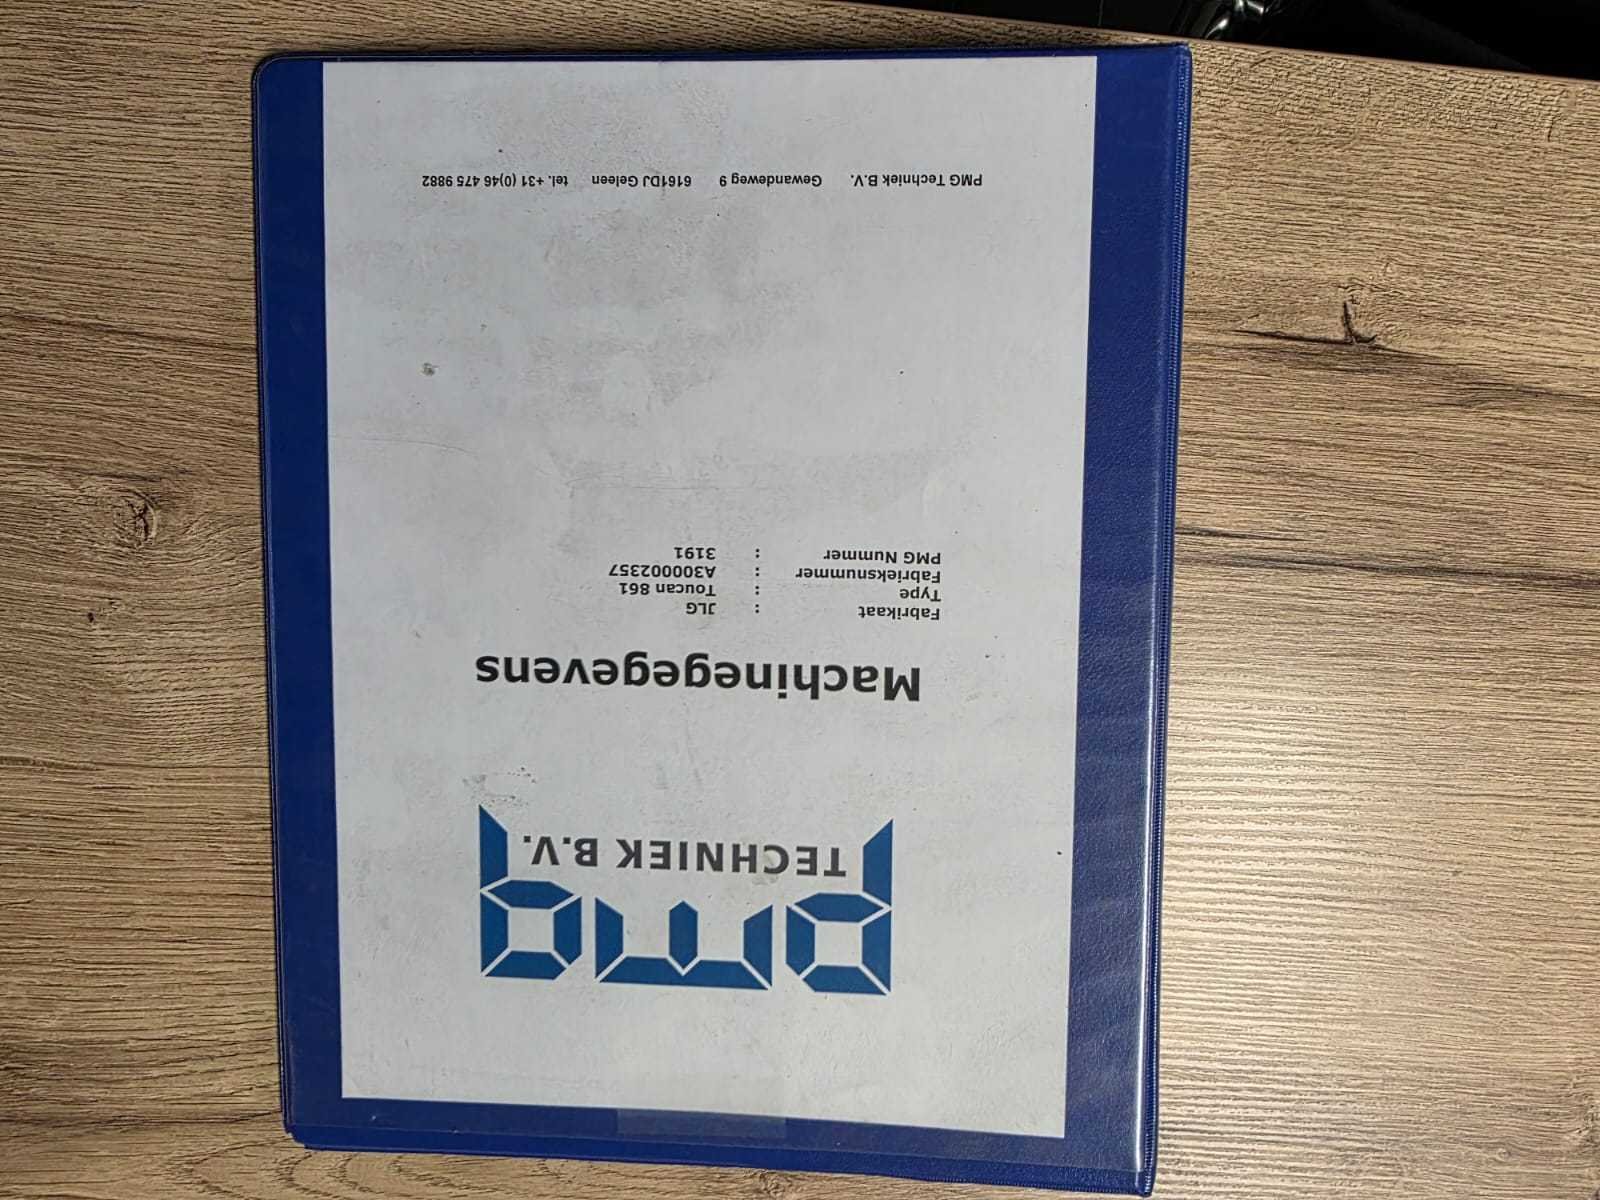 pmg
TECHNIEK B.V.
Machinegegevens
Fabrikaat : JLG
Type : Toucan 861
Fabrieksnummer : A300002357
PMG Nummer : 3191
PMG Techniek B.V. Gewandeweg 9 6161DJ Geleen tel. +31 (0)46 475 9882